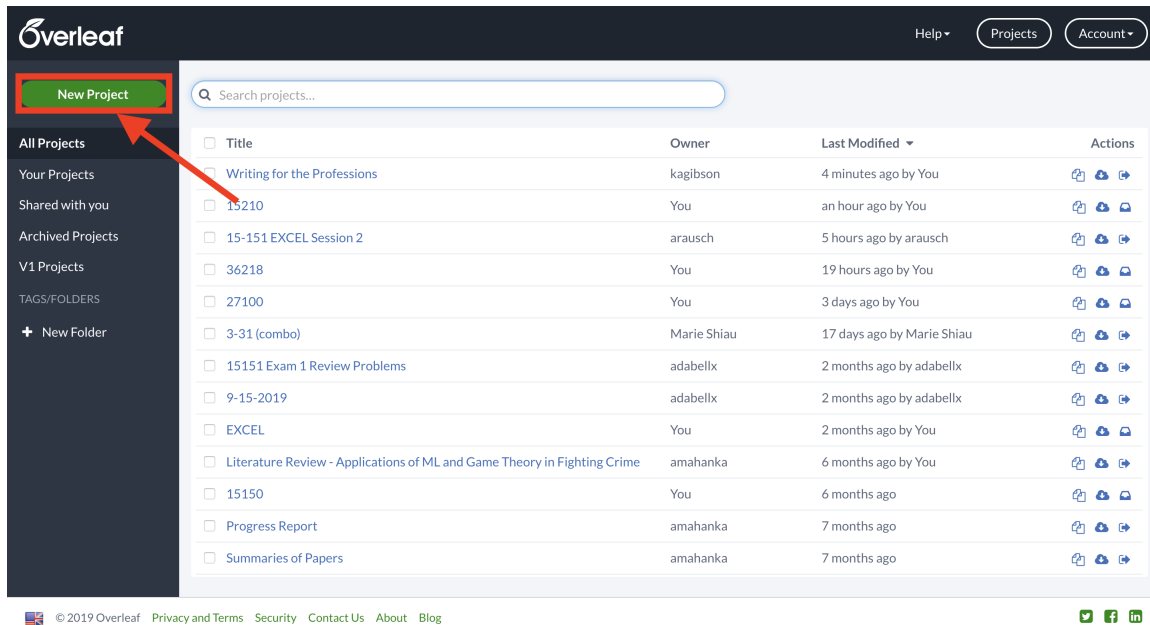 Overleaf
Help Projects Account
New Project
Search projects...
All Projects
Your Projects
Shared with you
Archived Projects
V1 Projects
TAGS/FOLDERS
New Folder
Title Owner Last Modified Actions
Writing for the Professions kagibson 4 minutes ago by You
15210 You an hour ago by You
15-151 EXCEL Session 2 arausch 5 hours ago by arausch
36218 You 19 hours ago by You
27100 You 3 days ago by You
3-31 (combo) Marie Shiau 17 days ago by Marie Shiau
15151 Exam 1 Review Problems adabellx 2 months ago by adabellx
9-15-2019 adabellx 2 months ago by adabellx
EXCEL You 2 months ago by You
Literature Review - Applications of ML and Game Theory in Fighting Crime amahanka 6 months ago by You
15150 You 6 months ago
Progress Report amahanka 7 months ago
Summaries of Papers amahanka 7 months ago
© 2019 Overleaf Privacy and Terms Security Contact Us About Blog